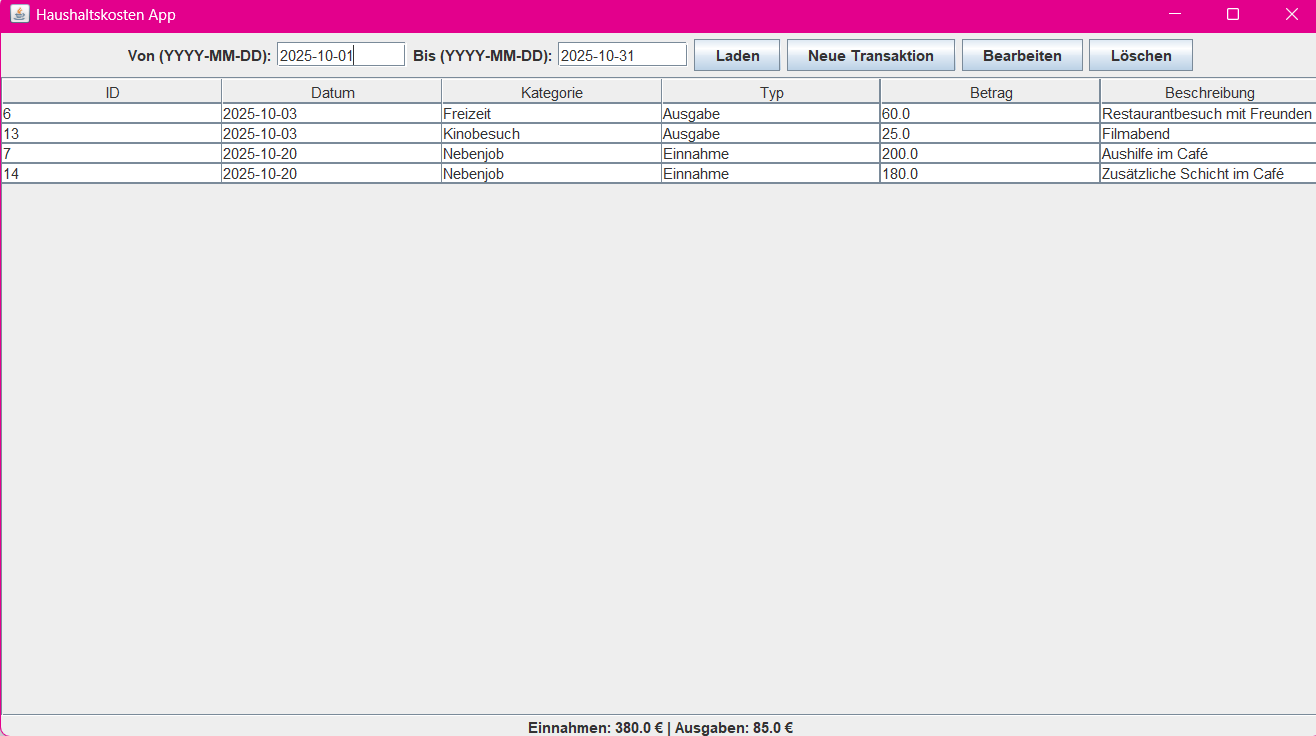 Haushaltskosten App
Von (YYYY-MM-DD): 2025-10-01 Bis (YYYY-MM-DD): 2025-10-31 Laden Neue Transaktion Bearbeiten Löschen
ID Datum Kategorie Typ Betrag Beschreibung
6 2025-10-03 Freizeit Ausgabe 60.0 Restaurantbesuch mit Freunden
13 2025-10-03 Kinobesuch Ausgabe 25.0 Filmabend
7 2025-10-20 Nebenjob Einnahme 200.0 Aushilfe im Café
14 2025-10-20 Nebenjob Einnahme 180.0 Zusätzliche Schicht im Café
Einnahmen: 380.0 € | Ausgaben: 85.0 €